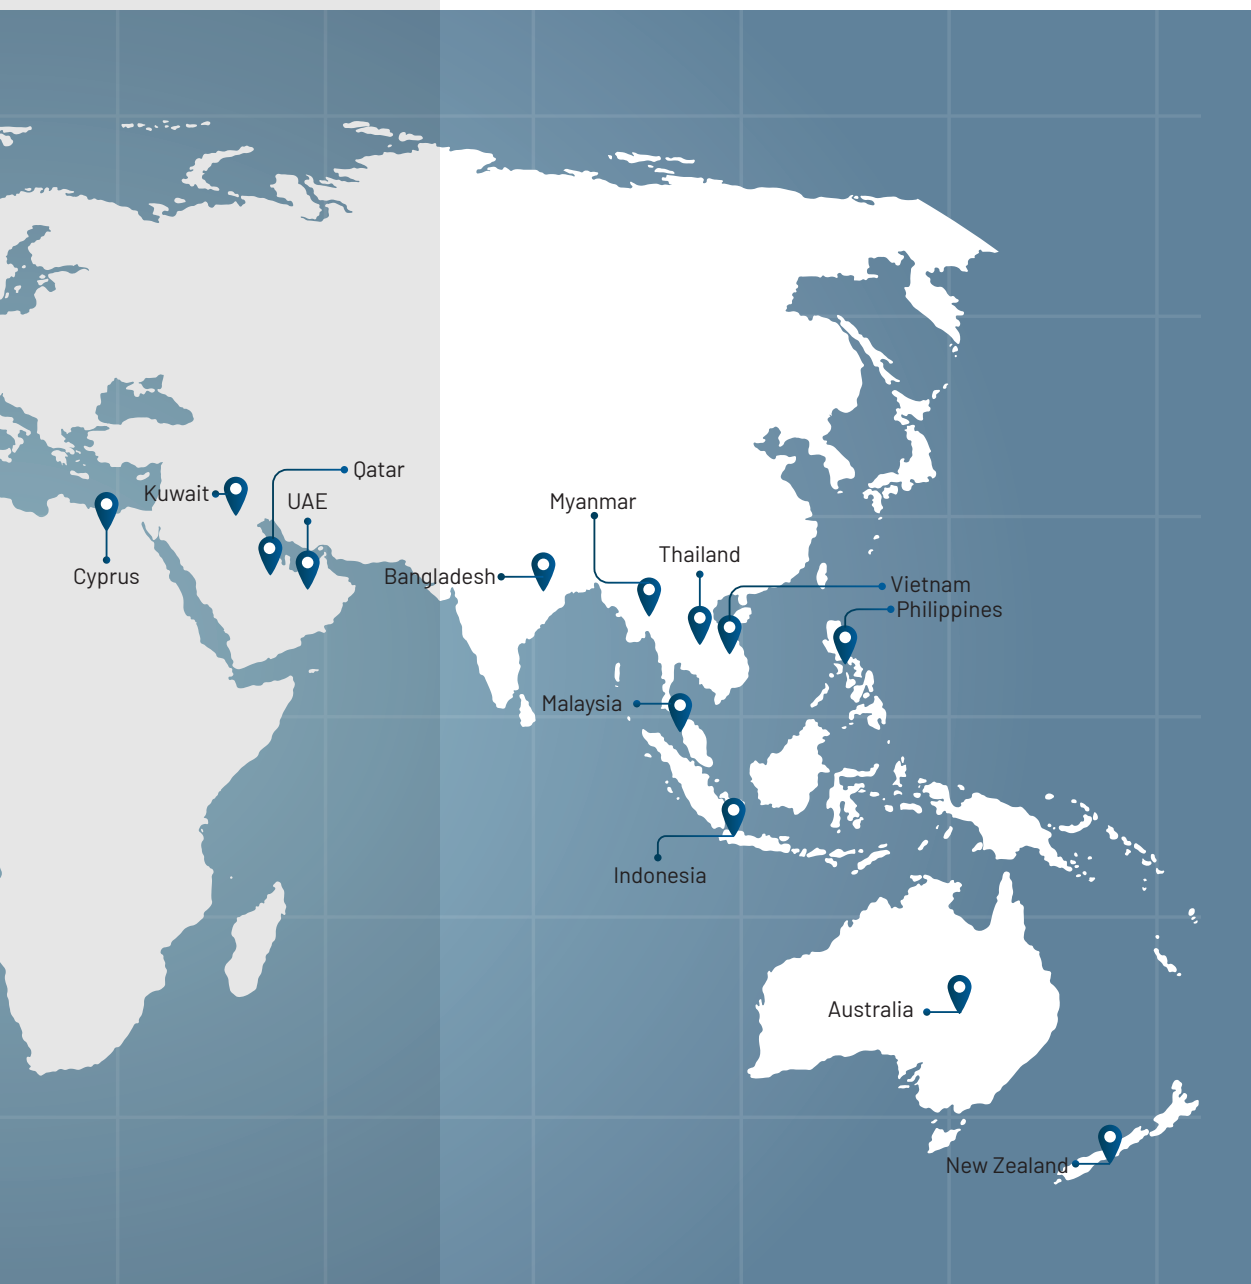 Qatar
Kuwait
UAE
Myanmar
Thailand
Cyprus
Bangladesh
Vietnam
Philippines
Malaysia
Indonesia
Australia
New Zealand